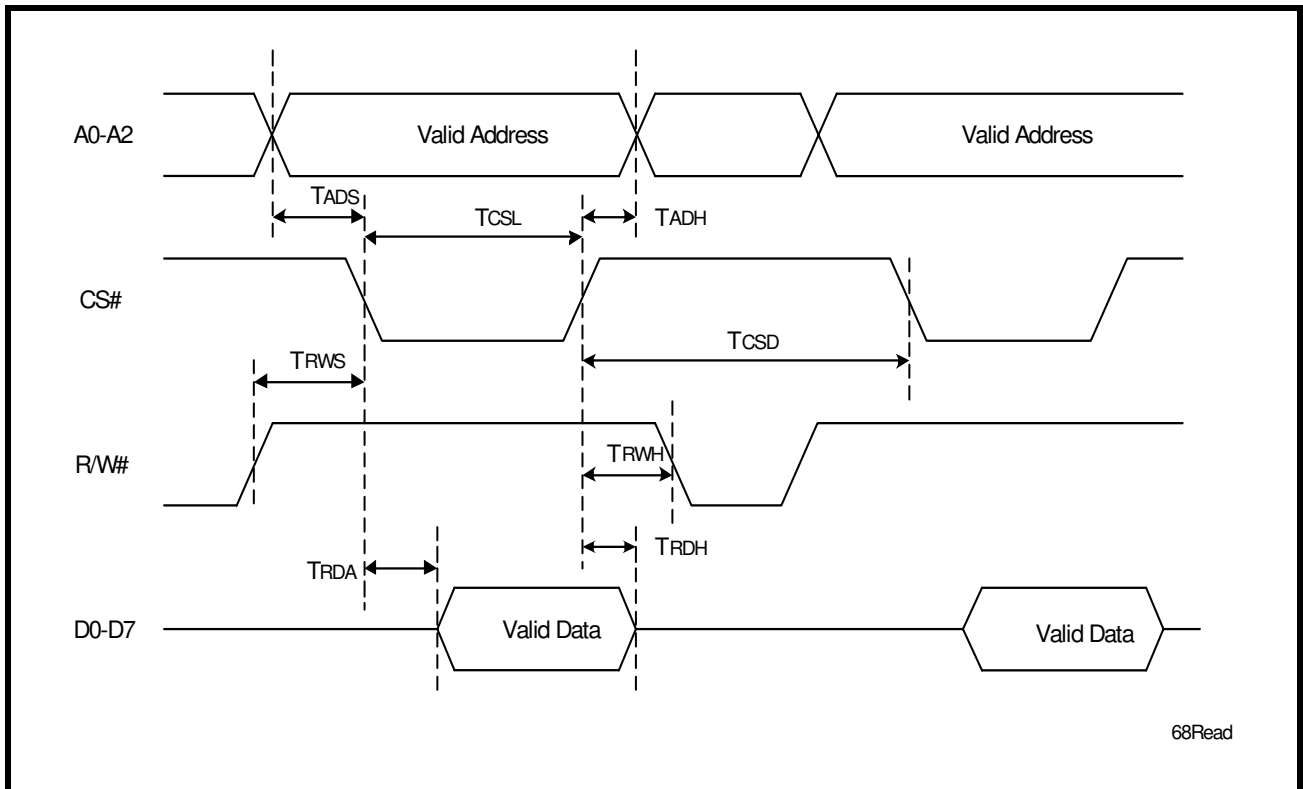 A0-A2
Valid Address
Valid Address
TADS
TCSL
TADH
CS#
TCSD
TRWS
R/W#
TRWH
TRDH
TRDA
D0-D7
Valid Data
Valid Data
68Read